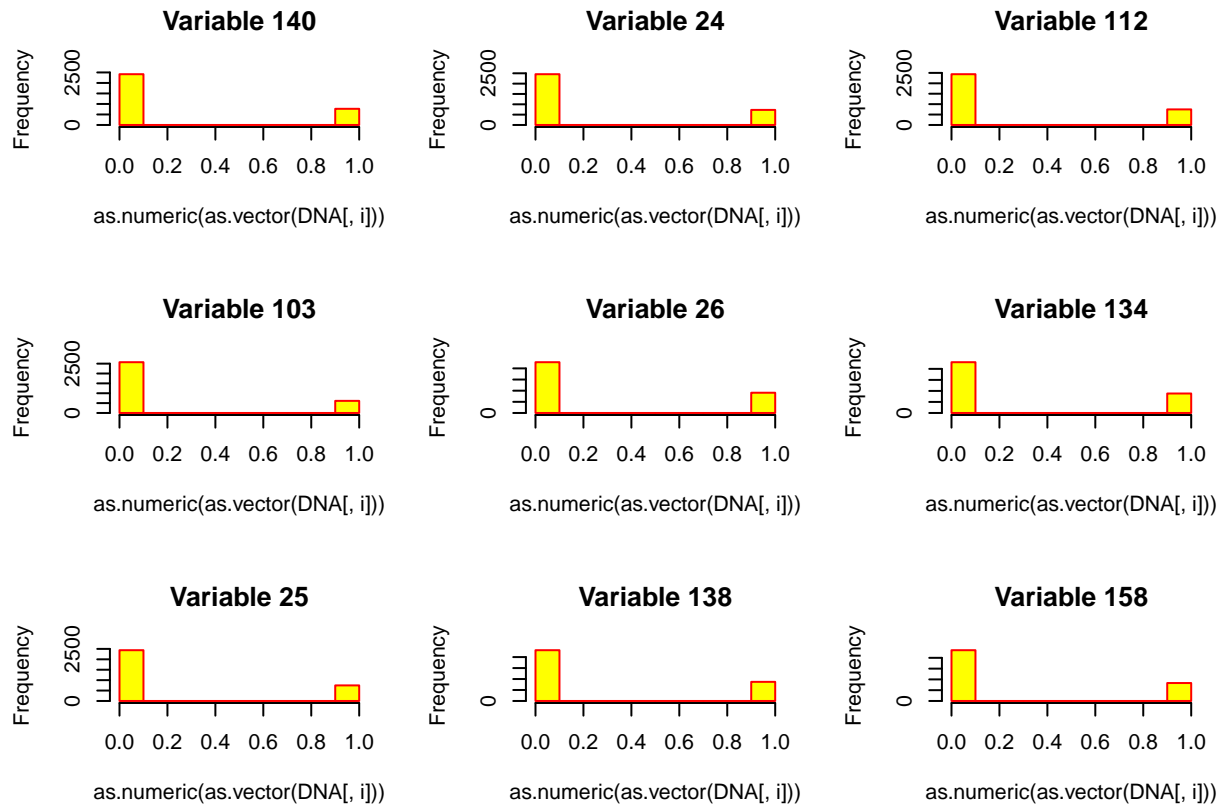 Variable 140
Frequency
2500
0
0.0 0.2 0.4 0.6 0.8 1.0
as.numeric(as.vector(DNA[, i]))
Variable 24
Frequency
2500
0
0.0 0.2 0.4 0.6 0.8 1.0
as.numeric(as.vector(DNA[, i]))
Variable 112
Frequency
2500
0
0.0 0.2 0.4 0.6 0.8 1.0
as.numeric(as.vector(DNA[, i]))
Variable 103
Frequency
2500
0
0.0 0.2 0.4 0.6 0.8 1.0
as.numeric(as.vector(DNA[, i]))
Variable 26
Frequency
0
0.0 0.2 0.4 0.6 0.8 1.0
as.numeric(as.vector(DNA[, i]))
Variable 134
Frequency
0
0.0 0.2 0.4 0.6 0.8 1.0
as.numeric(as.vector(DNA[, i]))
Variable 25
Frequency
2500
0
0.0 0.2 0.4 0.6 0.8 1.0
as.numeric(as.vector(DNA[, i]))
Variable 138
Frequency
0
0.0 0.2 0.4 0.6 0.8 1.0
as.numeric(as.vector(DNA[, i]))
Variable 158
Frequency
0
0.0 0.2 0.4 0.6 0.8 1.0
as.numeric(as.vector(DNA[, i]))